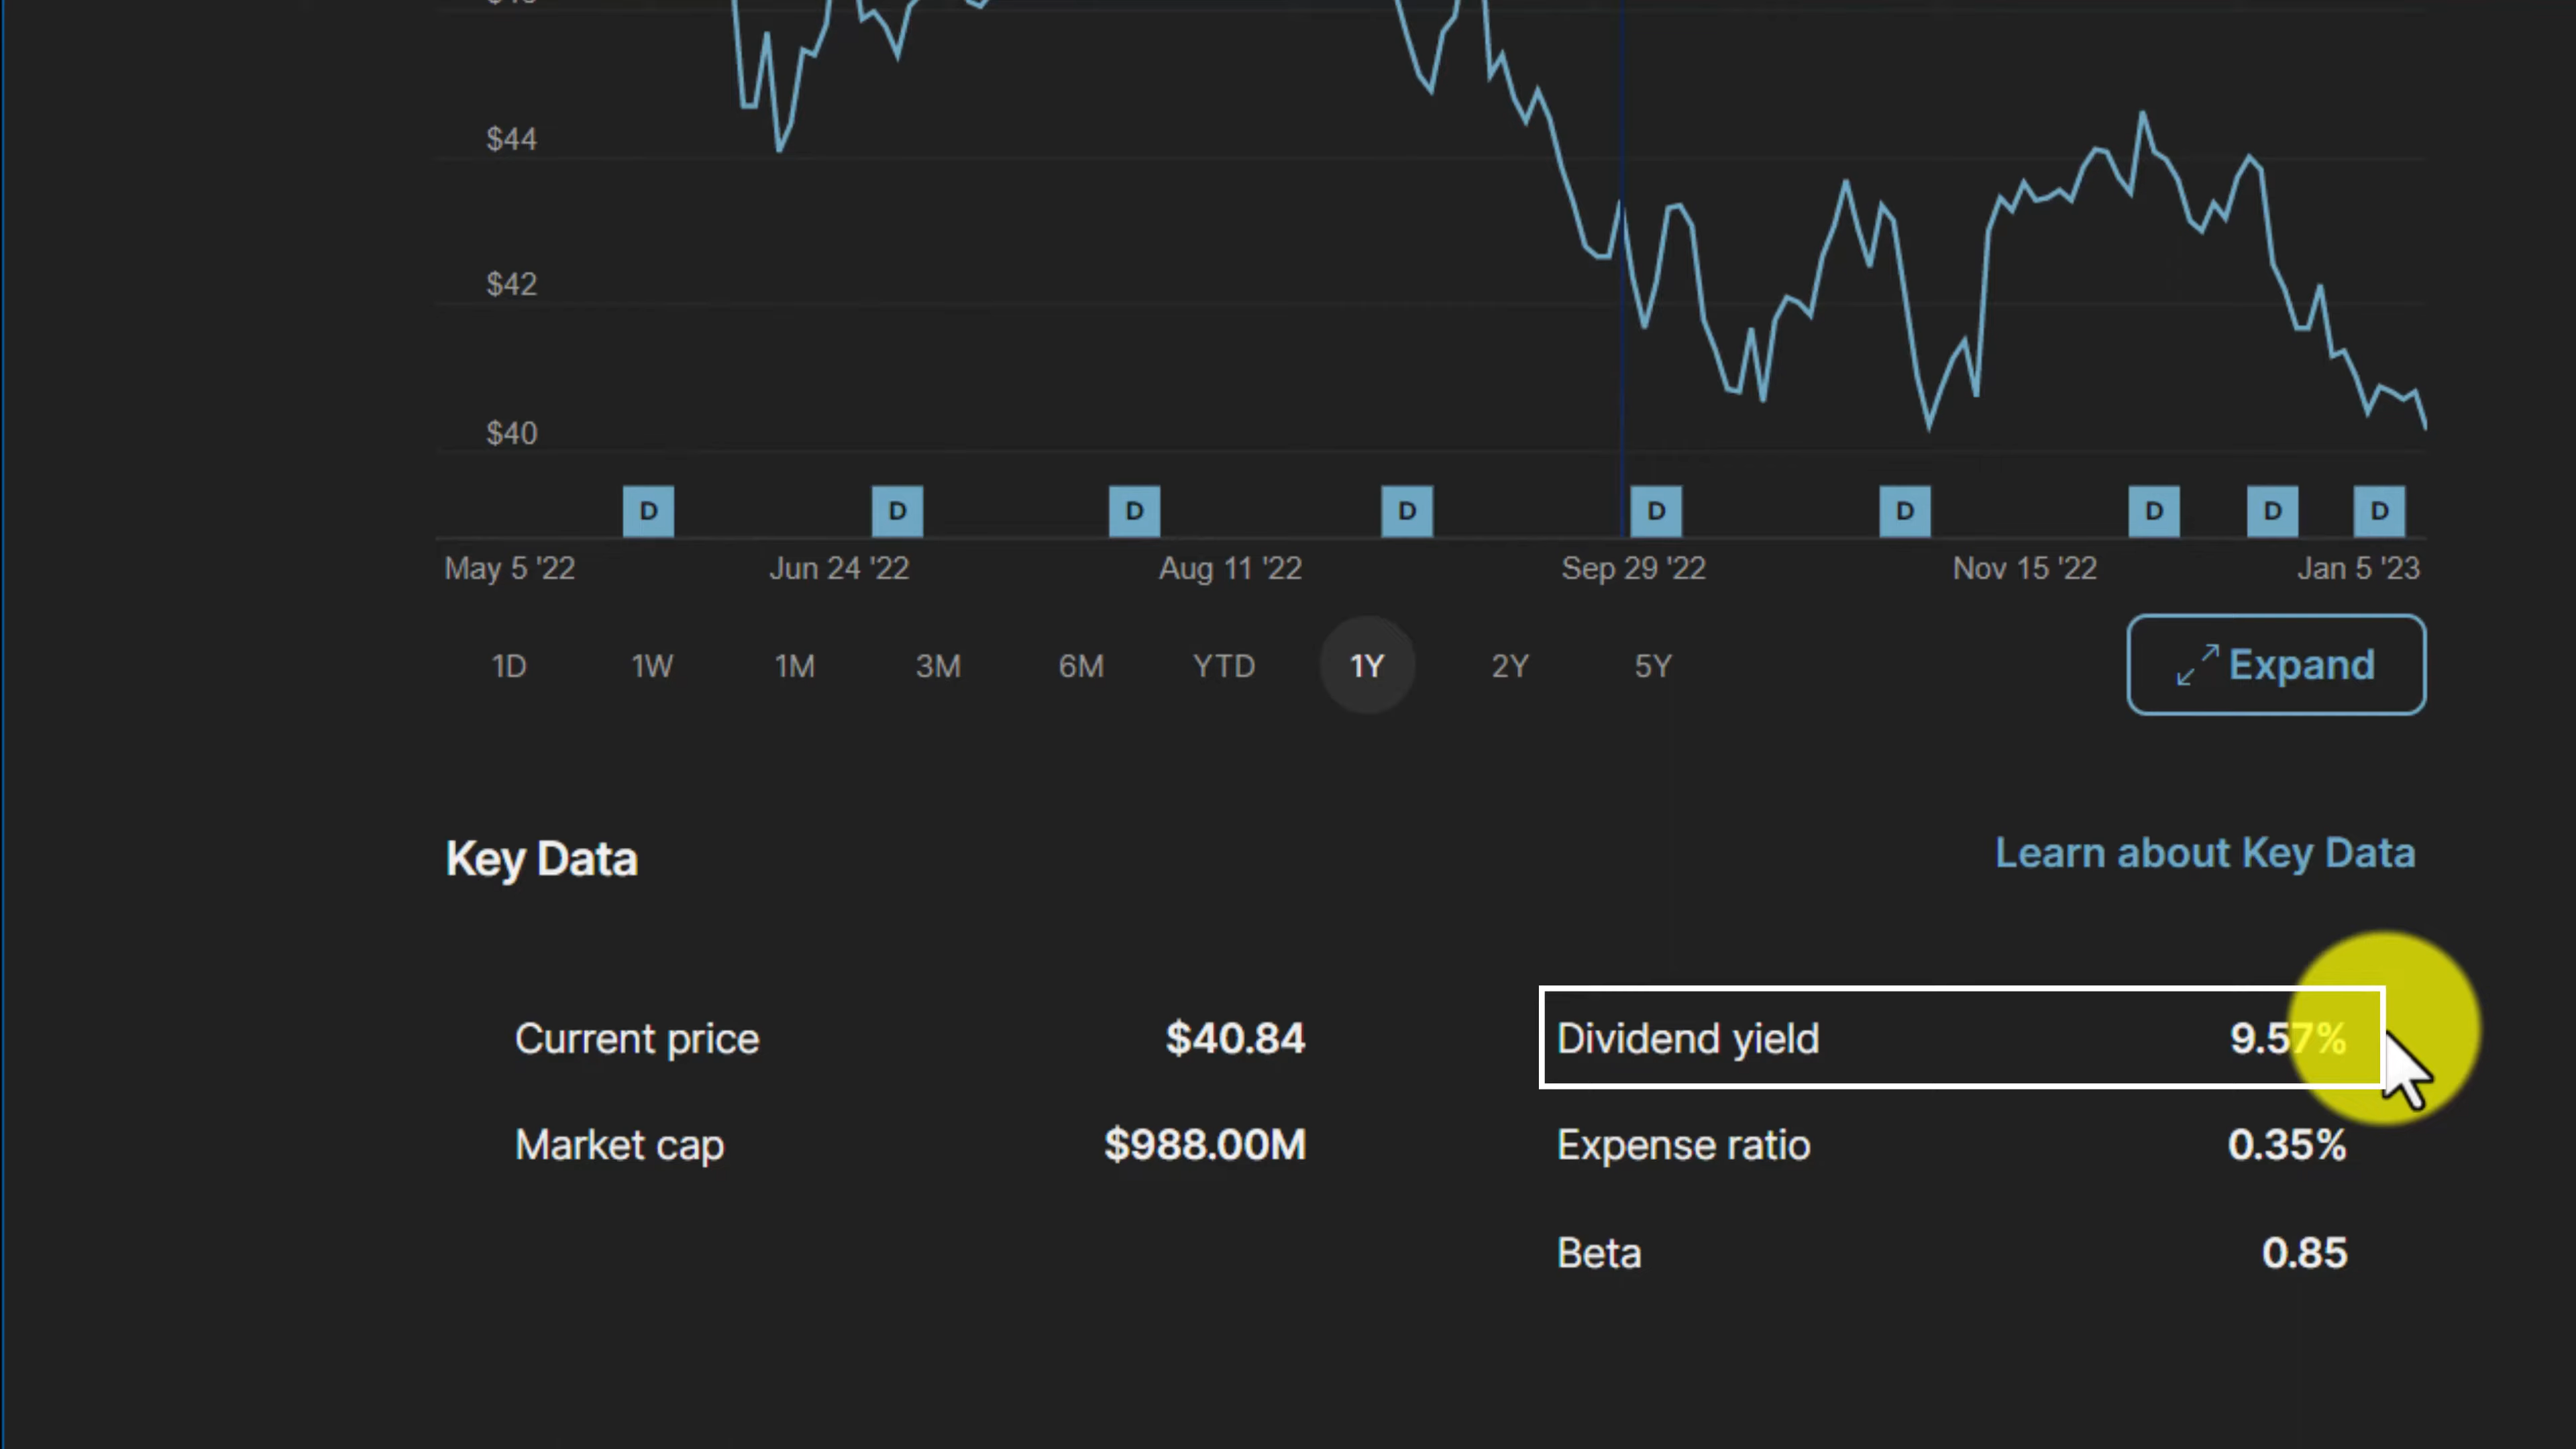 $44
$42
$40
D D D D D D D D D
May 5 '22 Jun 24 '22 Aug 11 '22 Sep 29 '22 Nov 15 '22 Jan 5 '23
1D 1W 1M 3M 6M YTD 1Y 2Y 5Y Expand
Key Data Learn about Key Data
Current price $40.84 Dividend yield 9.57%
Market cap $988.00M Expense ratio 0.35%
Beta 0.85